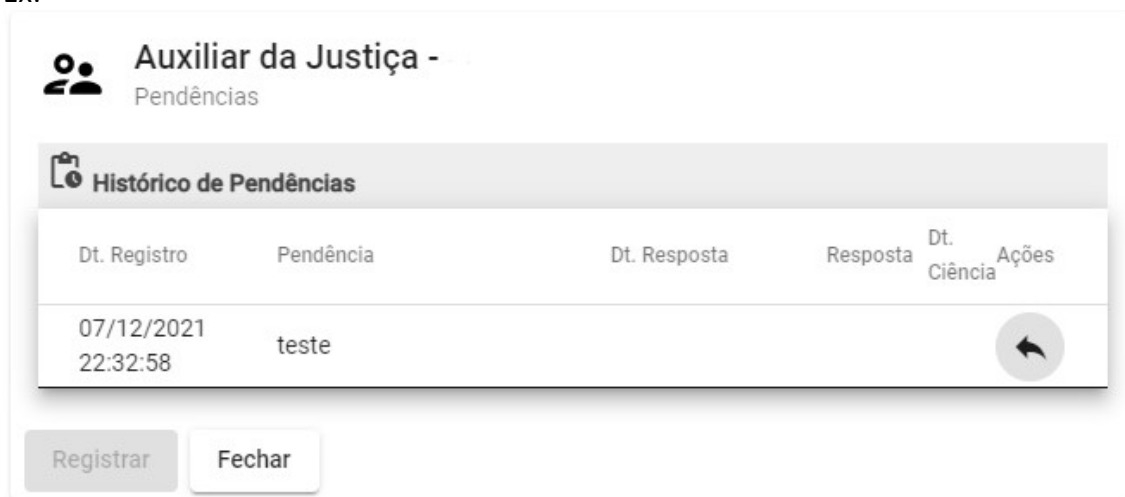 Auxiliar da Justiça -
Pendências
Histórico de Pendências
Dt. Registro Pendência Dt. Resposta Resposta Dt. Ciência Ações
07/12/2021
22:32:58 teste
Registrar Fechar